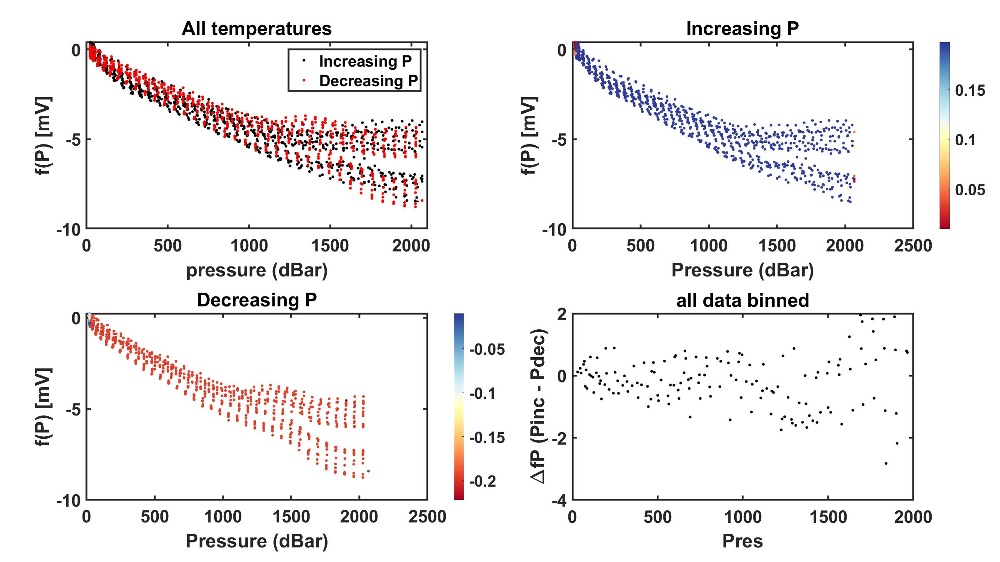 All temperatures
0
-5
-10
f(P) [mV]
Increasing P
Decreasing P
0 500 1000 1500 2000
pressure (dBar)
Increasing P
0
-5
-10
f(P) [mV]
0 500 1000 1500 2000 2500
Pressure (dBar)
0.15
0.1
0.05
Decreasing P
0
-5
-10
f(P) [mV]
0 500 1000 1500 2000 2500
Pressure (dBar)
-0.05
-0.1
-0.15
-0.2
all data binned
2
0
-2
-4
ΔfP (Pinc - Pdec)
0 500 1000 1500 2000
Pres